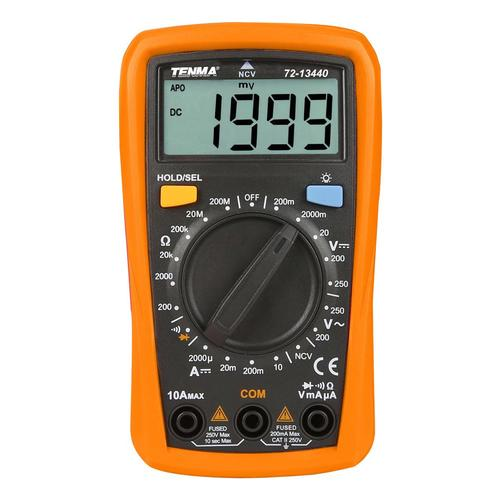 TENMA®
NCV
72-13440
APO
mV
DC
1999
HOLD/SEL
200M
OFF
200m
20M
2000m
Ω
200k
20
V
20k
200
2000
250
200
250
V~
200
2000µ
NCV
A
20m
200m
10
CE
10AMAX
COM
Ω
VmAµA
FUSED
250V Max
10 sec Max
FUSED
200mA Max
CAT II 250V